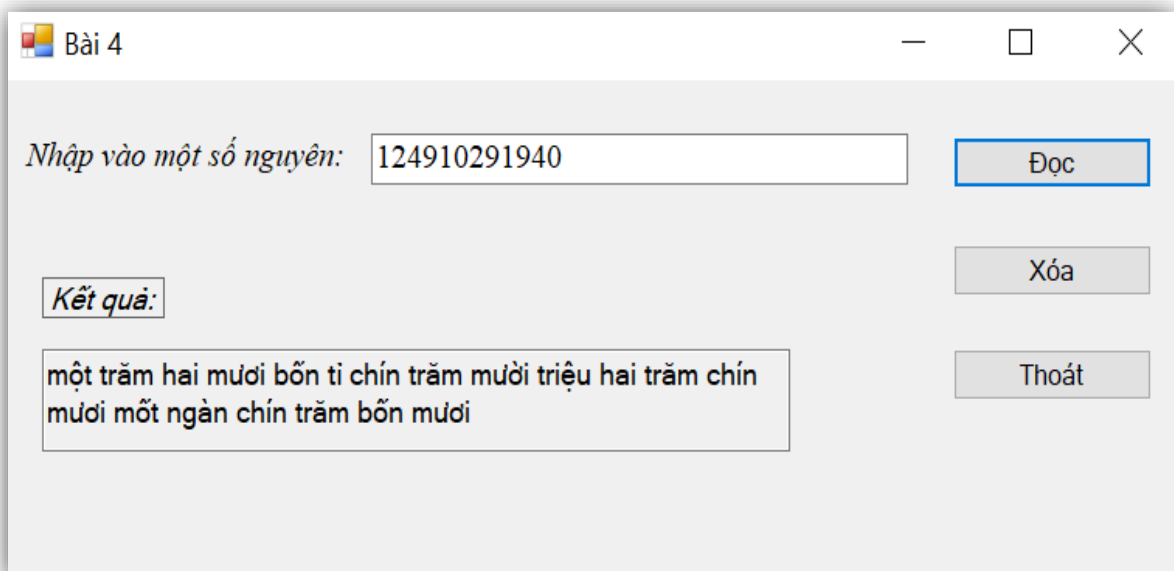 Bài 4
Nhập vào một số nguyên: 124910291940 Đọc
Xóa
Kết quả:
một trăm hai mươi bốn tỉ chín trăm mười triệu hai trăm chín
mươi mốt ngàn chín trăm bốn mươi
Thoát